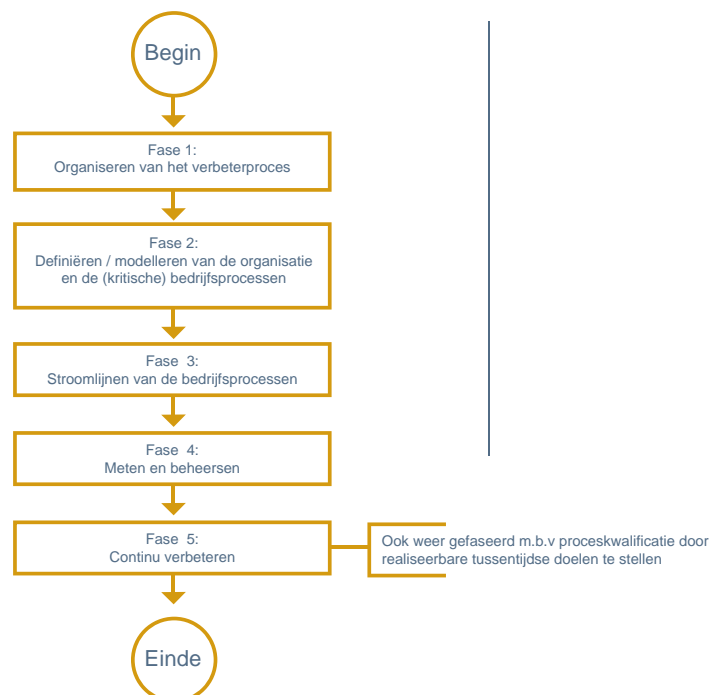 Begin
Fase 1:
Organiseren van het verbeterproces
Fase 2:
Definiëren / modelleren van de organisatie
en de (kritische) bedrijfsprocessen
Fase 3:
Stroomlijnen van de bedrijfsprocessen
Fase 4:
Meten en beheersen
Fase 5:
Continu verbeteren
Ook weer gefaseerd m.b.v proceskwalificatie door
realiseerbare tussentijdse doelen te stellen
Einde